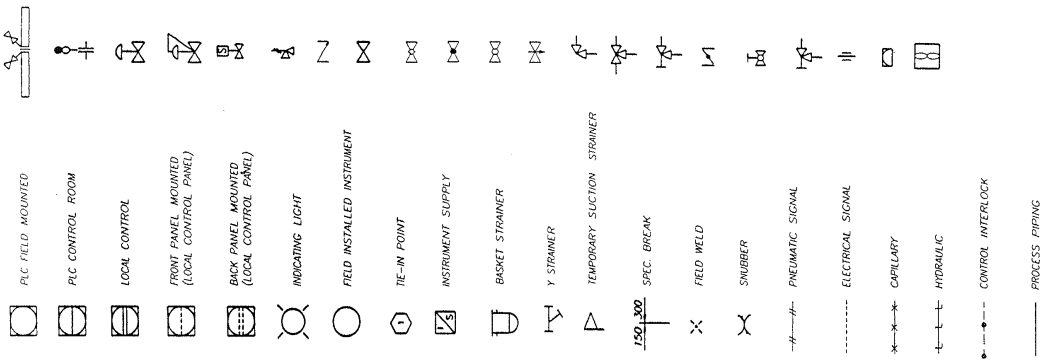 PLC FIELD MOUNTED
PLC CONTROL ROOM
LOCAL CONTROL
FRONT PANEL MOUNTED
(LOCAL CONTROL PANEL)
BACK PANEL MOUNTED
(LOCAL CONTROL PANEL)
S
INDICATING LIGHT
FIELD INSTALLED INSTRUMENT
1
TIE-IN POINT
I/S
INSTRUMENT SUPPLY
BASKET STRAINER
Y STRAINER
TEMPORARY SUCTION STRAINER
150 300
SPEC. BREAK
FIELD WELD
SNUBBER
PNEUMATIC SIGNAL
ELECTRICAL SIGNAL
CAPILLARY
HYDRAULIC
CONTROL INTERLOCK
PROCESS PIPING